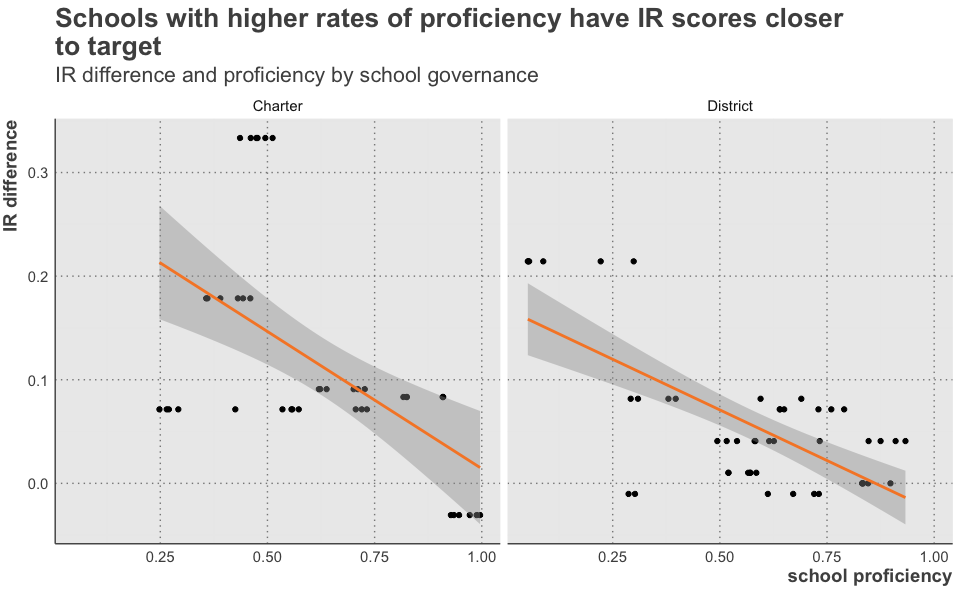 Schools with higher rates of proficiency have IR scores closer
to target
IR difference and proficiency by school governance
Charter
District
IR difference
0.3
0.2
0.1
0.0
0.25
0.50
0.75
1.00
0.25
0.50
0.75
1.00
school proficiency